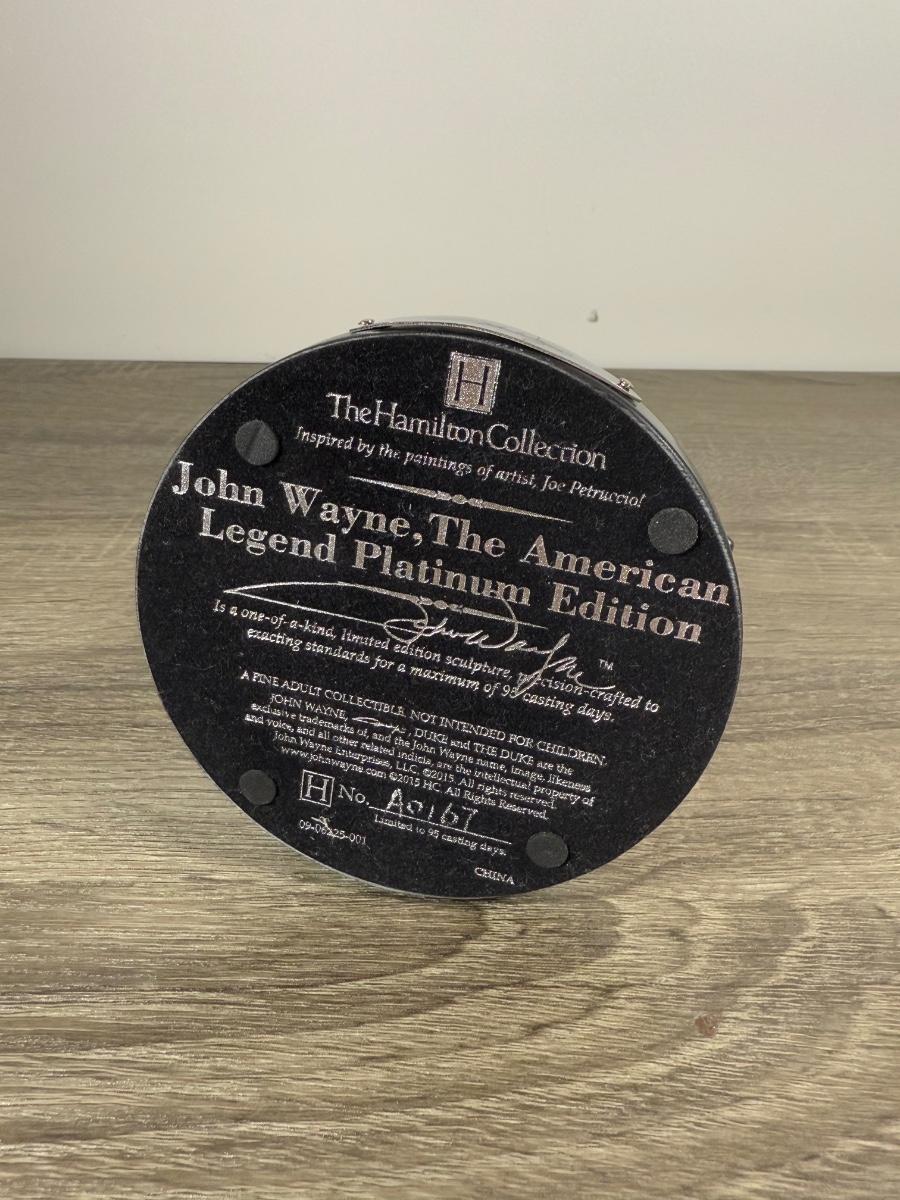 H
The Hamilton Collection
Inspired by the paintings of artist, Joe Petruccio!
John Wayne, The American
Legend Platinum Edition
John Wayne™
Is a one-of-a-kind, limited edition sculpture, precision-crafted to
exacting standards for a maximum of 95 casting days.
A FINE ADULT COLLECTIBLE, NOT INTENDED FOR CHILDREN.
JOHN WAYNE, , DUKE and THE DUKE are the
exclusive trademarks of, and the John Wayne name, image, likeness
and voice, and all other related indicia, are the intellectual property of
John Wayne Enterprises, LLC. ©2015. All rights reserved.
www.johnwayne.com ©2015 HC. All Rights Reserved.
H No. A0167
Limited to 95 casting days.
09-06225-001
CHINA